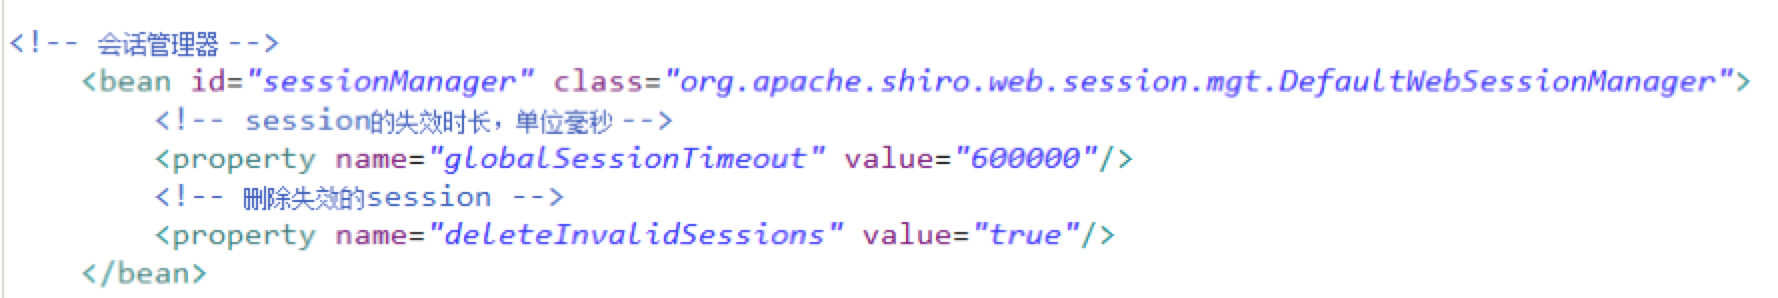 <!-- 会话管理器 -->
<bean id="sessionManager" class="org.apache.shiro.web.session.mgt.DefaultWebSessionManager">
<!-- session的失效时长，单位毫秒 -->
<property name="globalSessionTimeout" value="600000"/>
<!-- 删除失效的session -->
<property name="deleteInvalidSessions" value="true"/>
</bean>